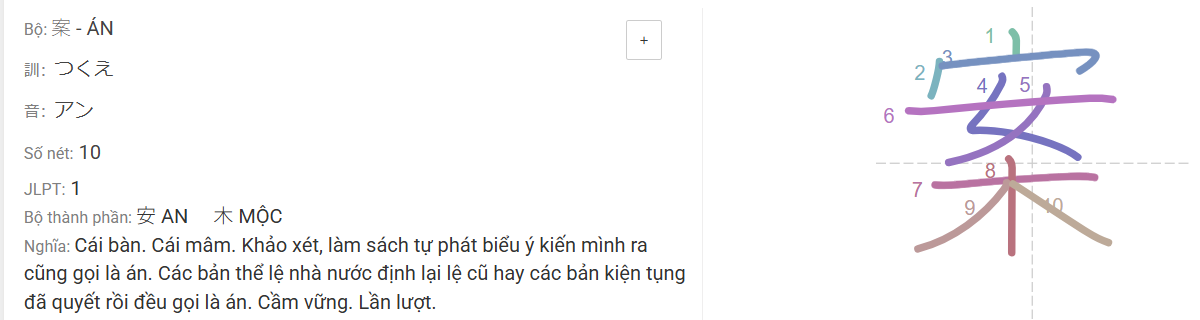 Bộ: 案 - ÁN
+
訓: つくえ
音: アン
Số nét: 10
JLPT: 1
Bộ thành phần: 安 AN 木 MỘC
Nghĩa: Cái bàn. Cái mâm. Khảo xét, làm sách tự phát biểu ý kiến mình ra
cũng gọi là án. Các bản thể lệ nhà nước định lại lệ cũ hay các bản kiện tụng
đã quyết rồi đều gọi là án. Cầm vững. Lần lượt.
案
1
2
3
4
5
6
7
8
9
10